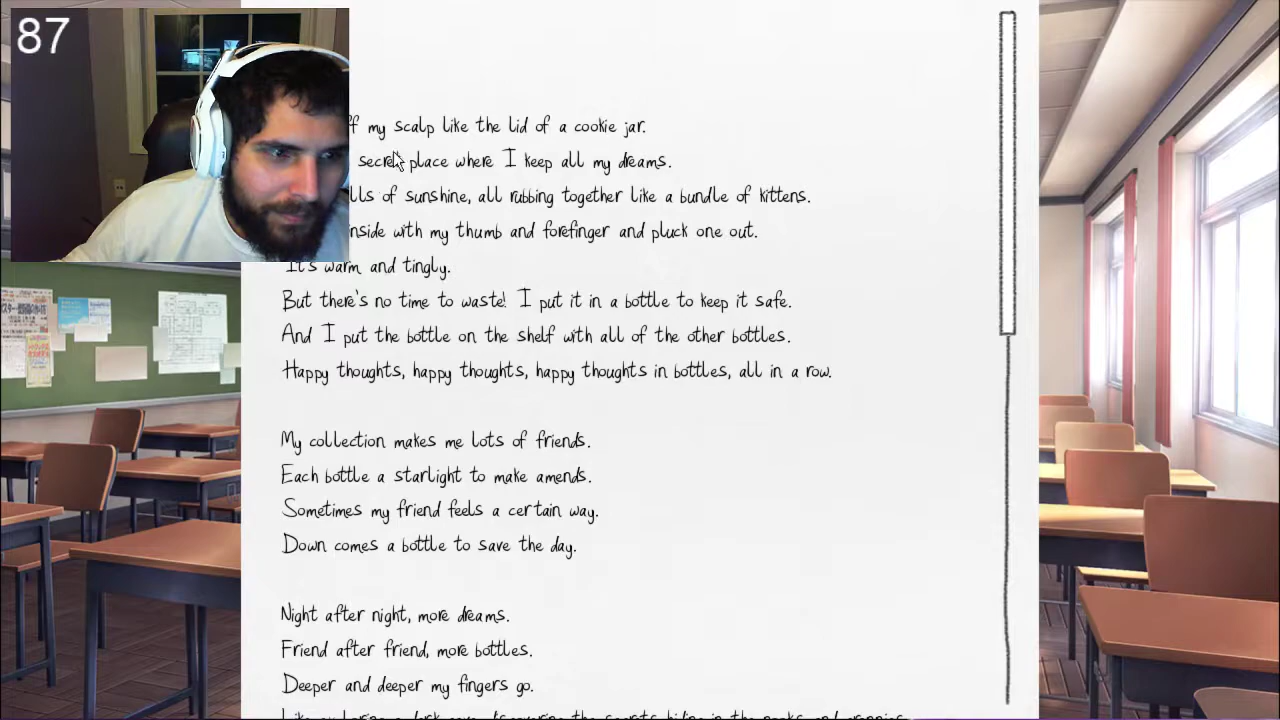 87
my scalp like the lid of a cookie jar.
secret place where I keep all my dreams.
of sunshine, all rubbing together like a bundle of kittens.
with my thumb and forefinger and pluck one out.
It's warm and tingly.
But there's no time to waste! I put it in a bottle to keep it safe.
And I put the bottle on the shelf with all of the other bottles.
Happy thoughts, happy thoughts, happy thoughts in bottles, all in a row.
My collection makes me lots of friends.
Each bottle a starlight to make amends.
Sometimes my friend feels a certain way.
Down comes a bottle to save the day.
Night after night, more dreams.
Friend after friend, more bottles.
Deeper and deeper my fingers go.